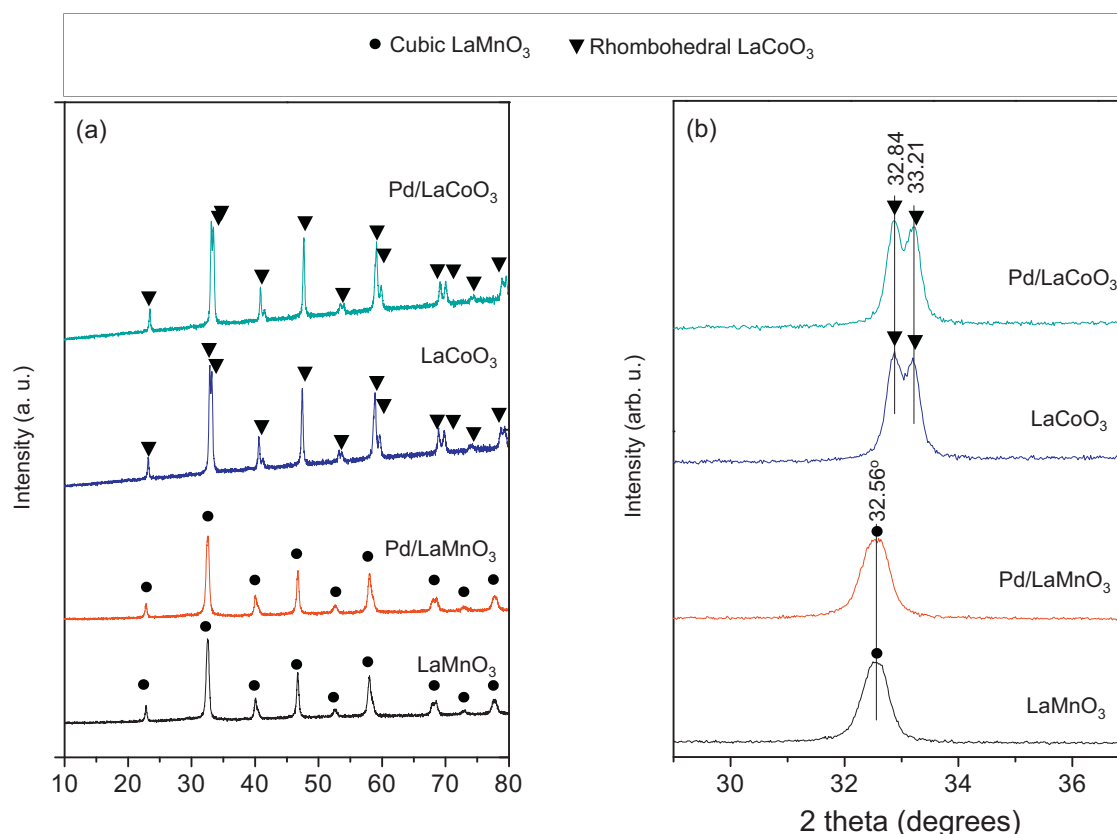 ● Cubic LaMnO₃ ▼ Rhombohedral LaCoO₃
(a)
Pd/LaCoO₃
LaCoO₃
Pd/LaMnO₃
LaMnO₃
Intensity (a. u.)
10 20 30 40 50 60 70 80
(b)
32.84
33.21
Pd/LaCoO₃
LaCoO₃
32.56°
Pd/LaMnO₃
LaMnO₃
Intensity (arb. u.)
30 32 34 36
2 theta (degrees)